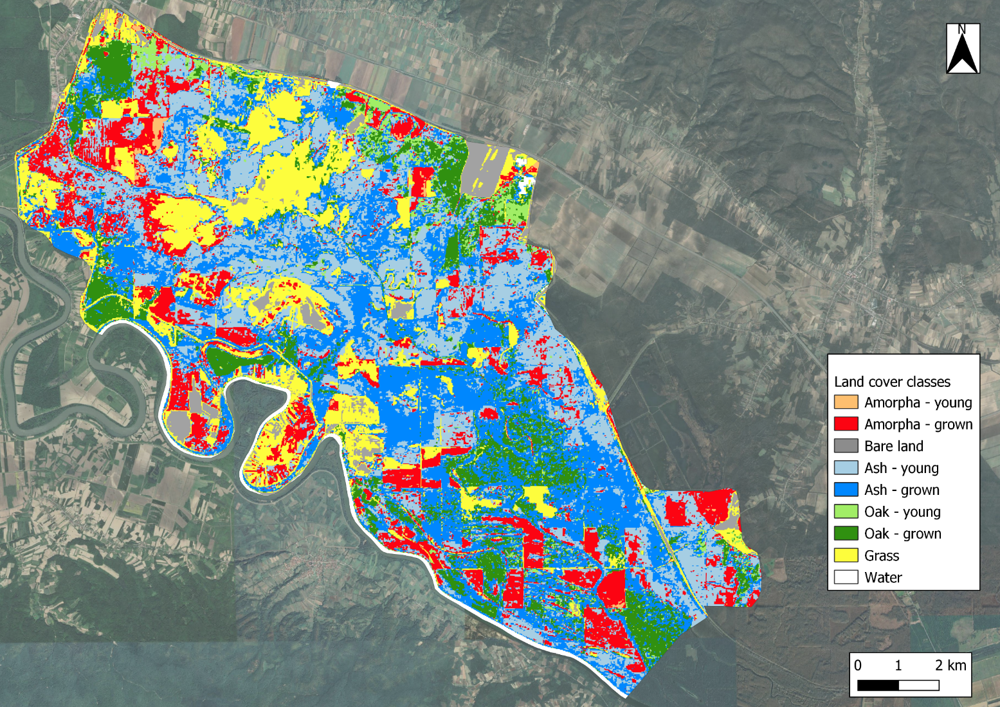 N
Land cover classes
Amorpha - young
Amorpha - grown
Bare land
Ash - young
Ash - grown
Oak - young
Oak - grown
Grass
Water
0 1 2 km